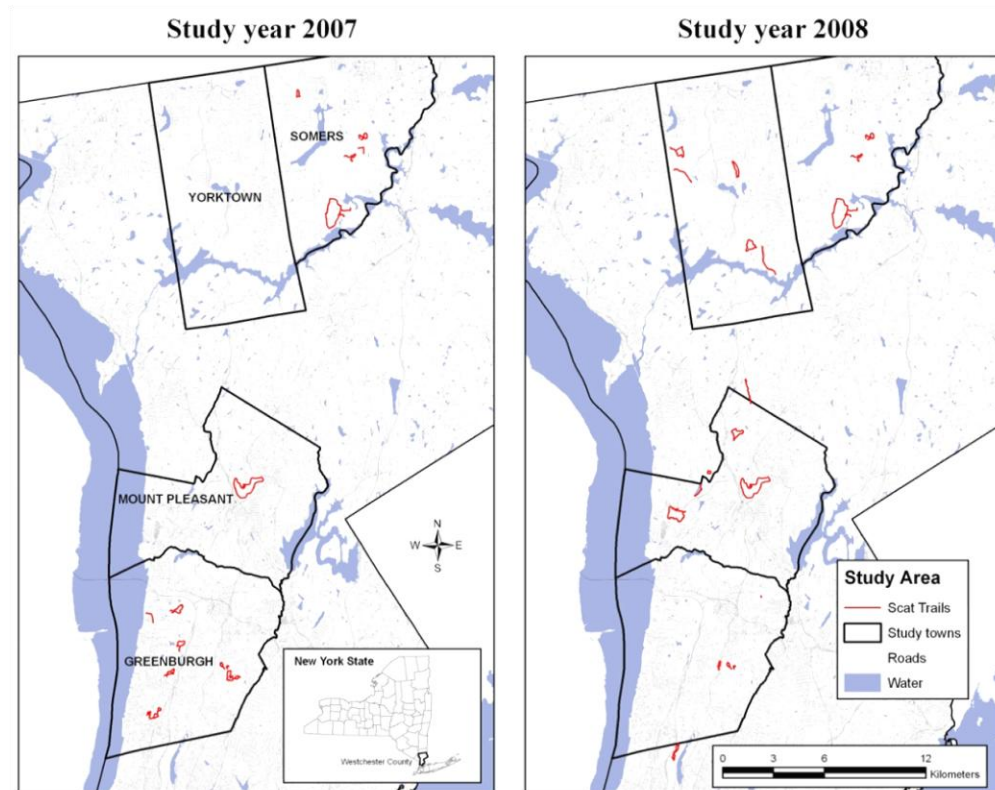 Study year 2007
Study year 2008
SOMERS
YORKTOWN
MOUNT PLEASANT
GREENBURGH
N
W E
S
New York State
Westchester County
Study Area
Scat Trails
Study towns
Roads
Water
0 3 6 12
Kilometers